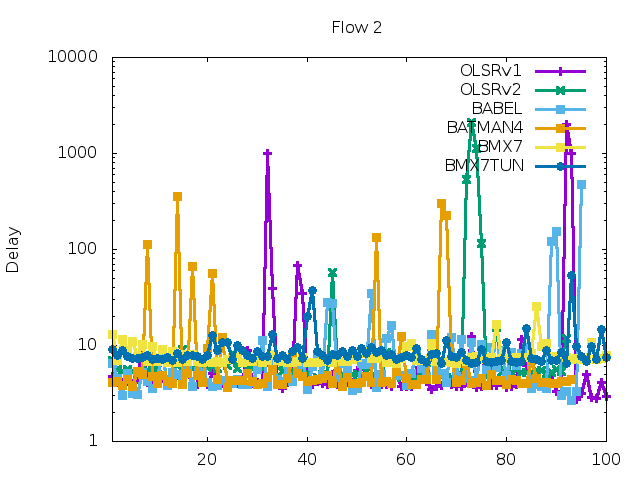 Flow 2
10000
1000
100
10
1
Delay
20
40
60
80
100
OLSRv1
OLSRv2
BABEL
BATMAN4
BMX7
BMX7TUN